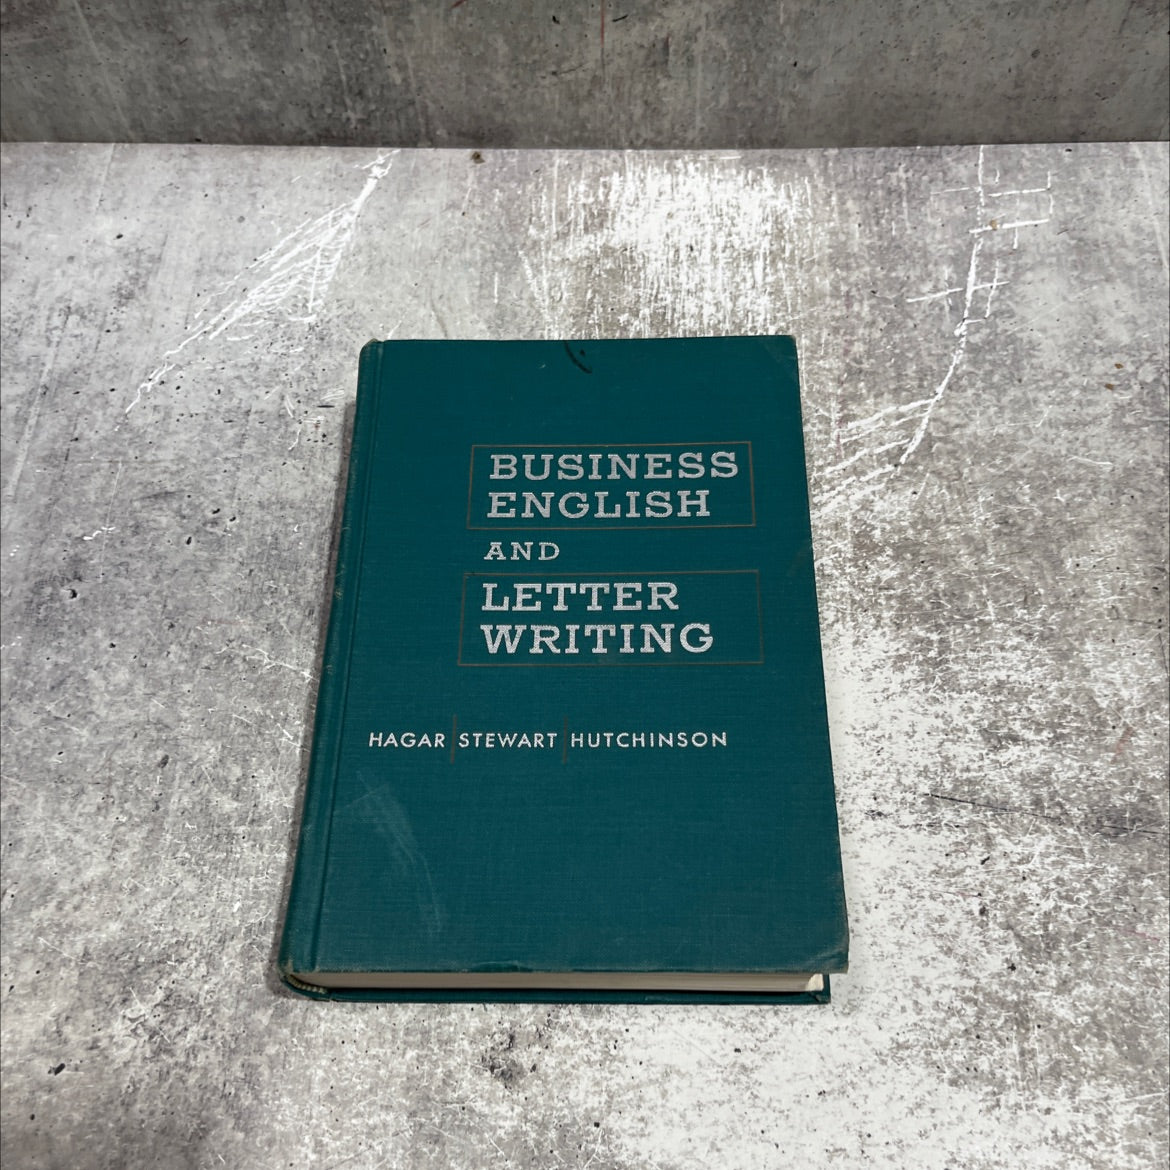 BUSINESS
ENGLISH
AND
LETTER
WRITING
HAGAR STEWART HUTCHINSON